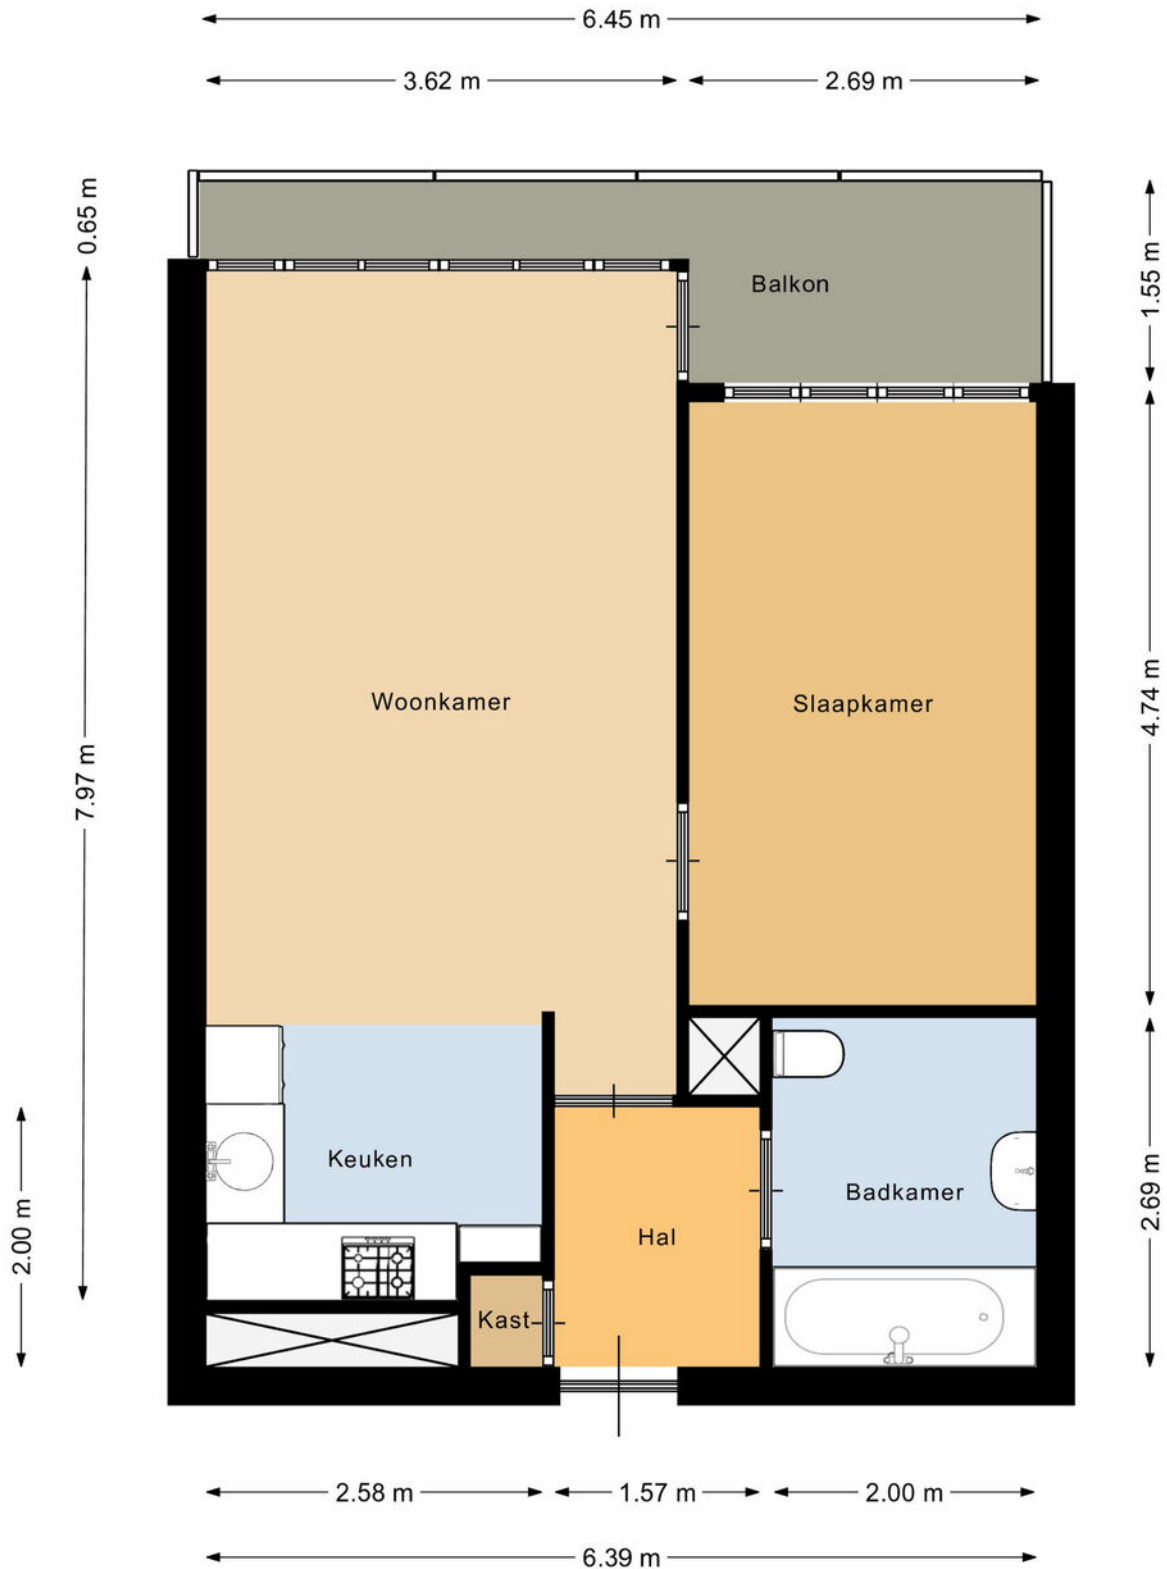 6.45 m
3.62 m
2.69 m
0.65 m
1.55 m
Balkon
Woonkamer
Slaapkamer
4.74 m
7.97 m
Keuken
Badkamer
2.69 m
2.00 m
Hal
Kast
2.58 m
1.57 m
2.00 m
6.39 m